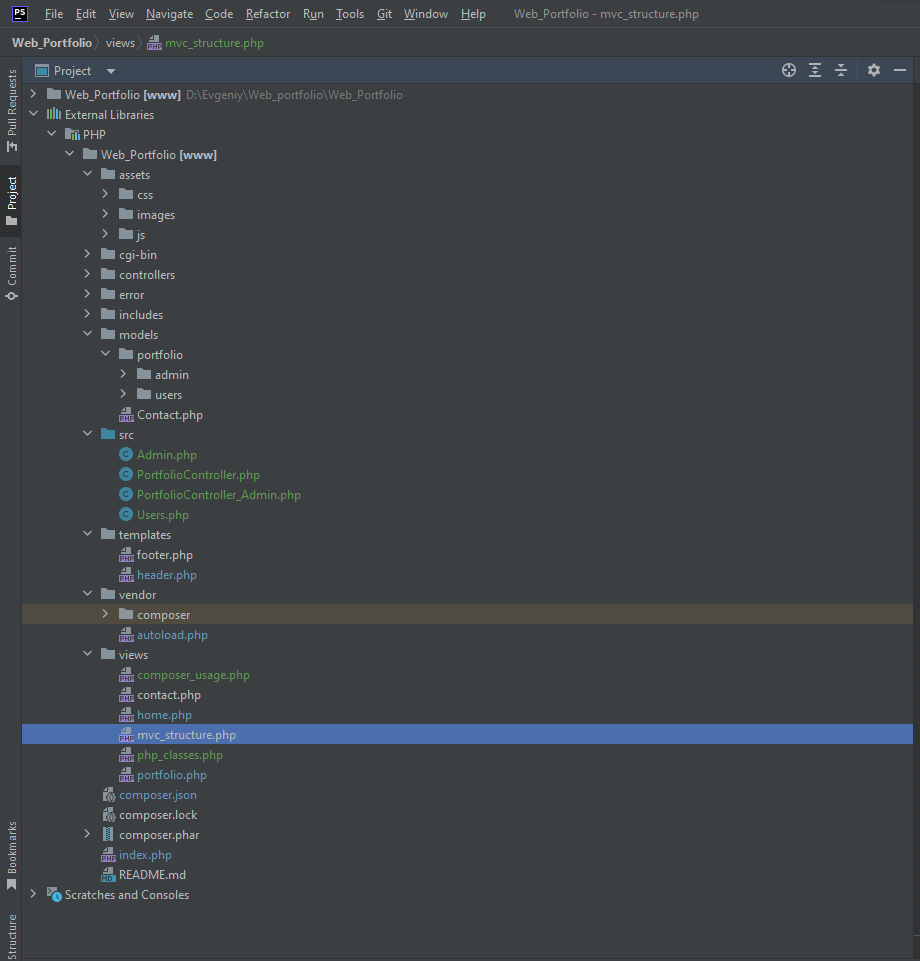 PS File Edit View Navigate Code Refactor Run Tools Git Window Help Web_Portfolio - mvc_structure.php
Web_Portfolio views mvc_structure.php
Project
Web_Portfolio [www] D:\Evgeniy\Web_portfolio\Web_Portfolio
External Libraries
PHP
Web_Portfolio [www]
assets
css
images
js
cgi-bin
controllers
error
includes
models
portfolio
admin
users
Contact.php
src
Admin.php
PortfolioController.php
PortfolioController_Admin.php
Users.php
templates
footer.php
header.php
vendor
composer
autoload.php
views
composer_usage.php
contact.php
home.php
mvc_structure.php
php_classes.php
portfolio.php
composer.json
composer.lock
composer.phar
index.php
README.md
Scratches and Consoles
Pull Requests
Project
Commit
Bookmarks
Structure